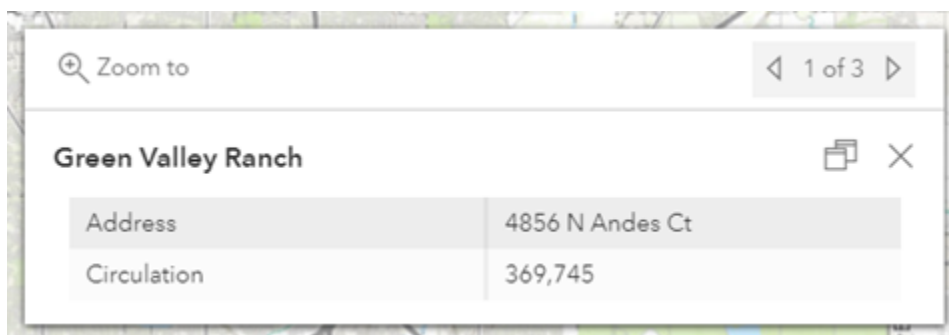 Zoom to
1 of 3
Green Valley Ranch
Address 4856 N Andes Ct
Circulation 369,745